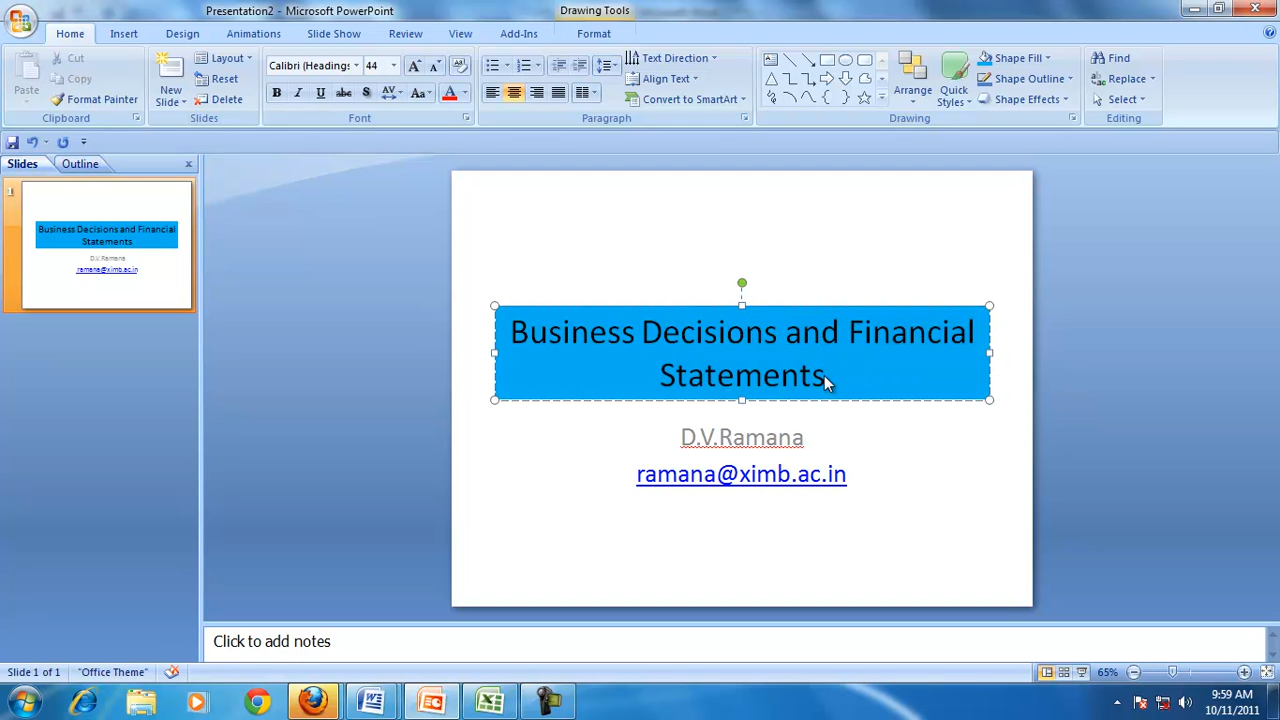 Presentation2 - Microsoft PowerPoint
Drawing Tools
Home Insert Design Animations Slide Show Review View Add-Ins Format
Paste
Cut
Copy
Format Painter
Clipboard
New Slide
Layout
Reset
Delete
Slides
Calibri (Headings 44
B I U abc S AV Aa A
Font
Text Direction
Align Text
Convert to SmartArt
Paragraph
Arrange
Quick Styles
Shape Fill
Shape Outline
Shape Effects
Drawing
Find
Replace
Select
Editing
Slides Outline
1
Business Decisions and Financial
Statements
D.V.Ramana
ramana@ximb.ac.in
Business Decisions and Financial
Statements
D.V.Ramana
ramana@ximb.ac.in
Click to add notes
Slide 1 of 1 "Office Theme" 65%
9:59 AM
10/11/2011